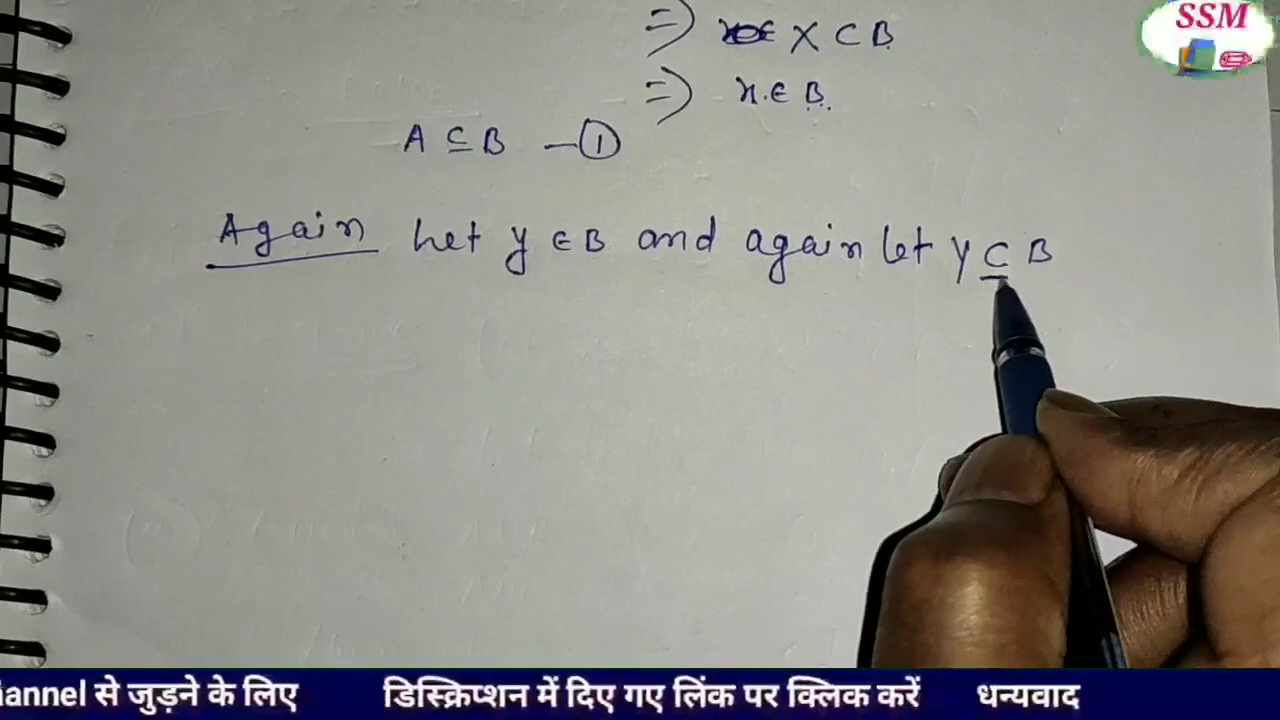 SSM
⇒ X ⊂ B
⇒ x ∈ B
A ⊆ B —①
Again Let y ∈ B and again let Y ⊆ B
hannel से जुड़ने के लिए डिस्क्रिप्शन में दिए गए लिंक पर क्लिक करें धन्यवाद